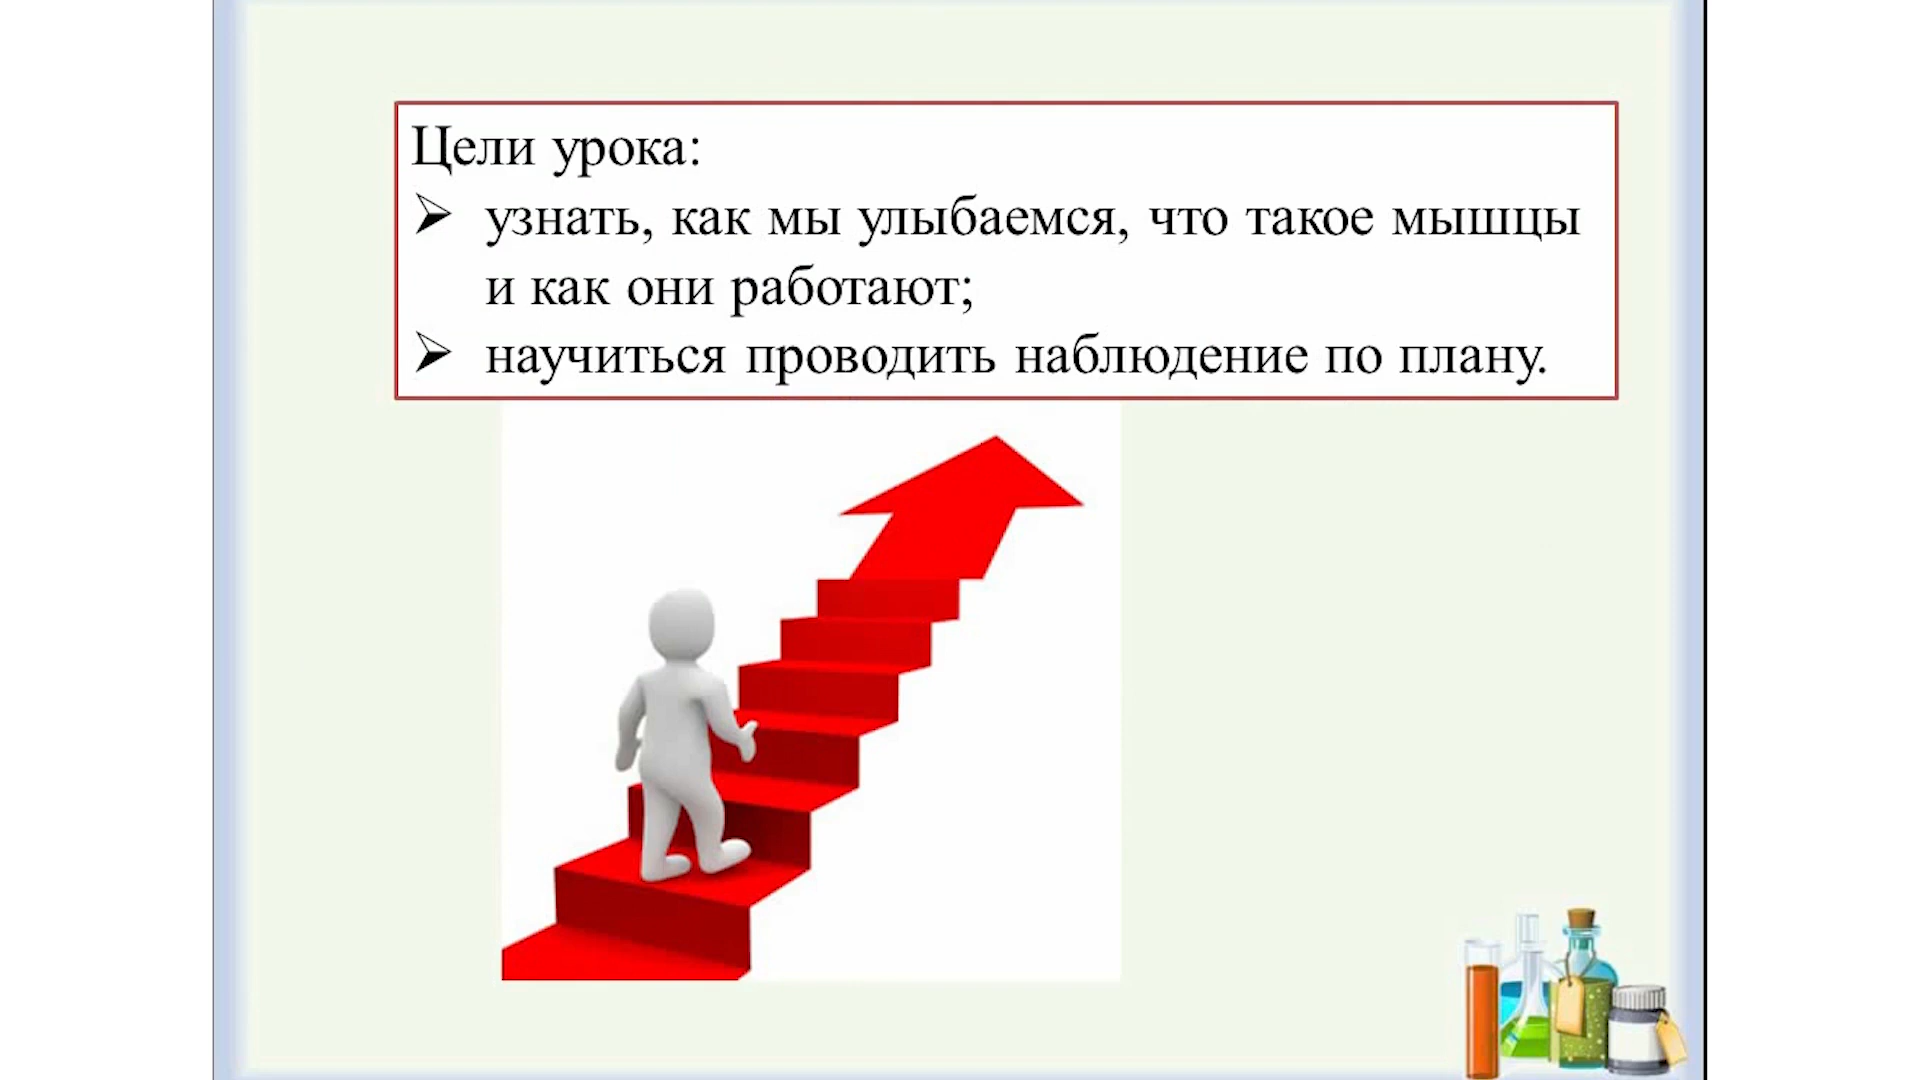 Цели урока:
➢ узнать, как мы улыбаемся, что такое мышцы
и как они работают;
➢ научиться проводить наблюдение по плану.